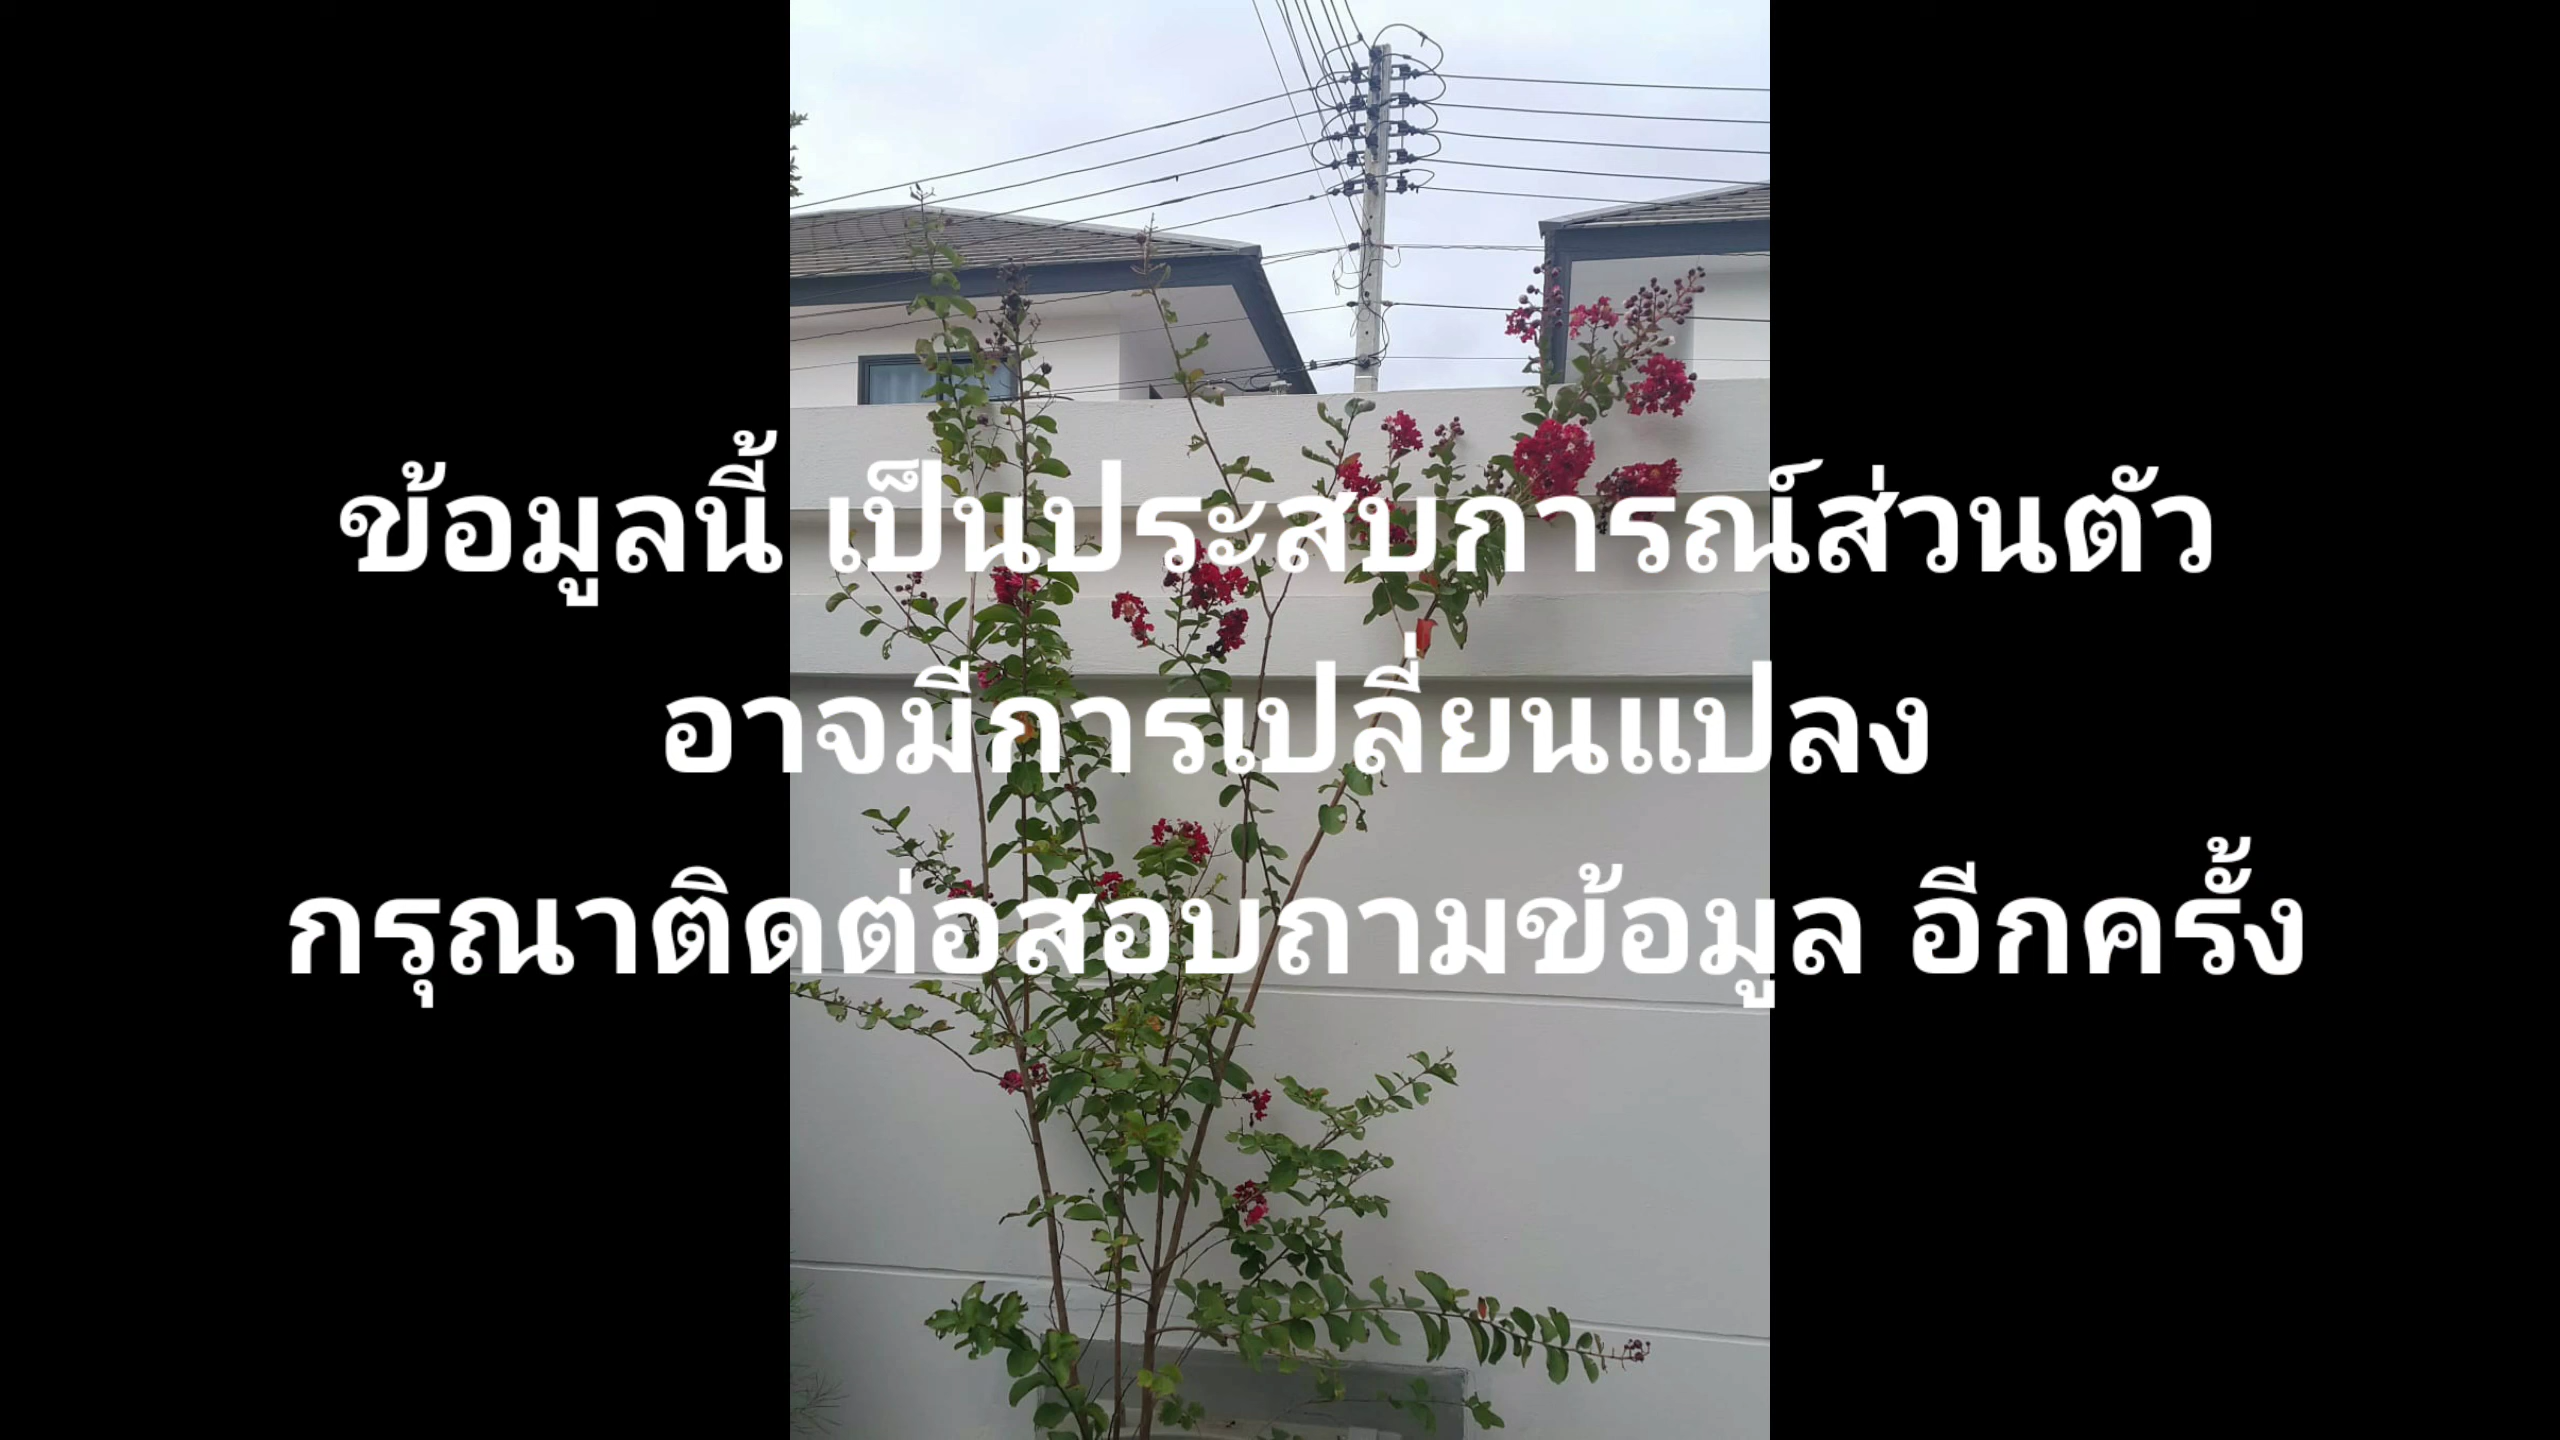 ข้อมูลนี้ เป็นประสบการณ์ส่วนตัว
อาจมีการเปลี่ยนแปลง
กรุณาติดต่อสอบถามข้อมูล อีกครั้ง